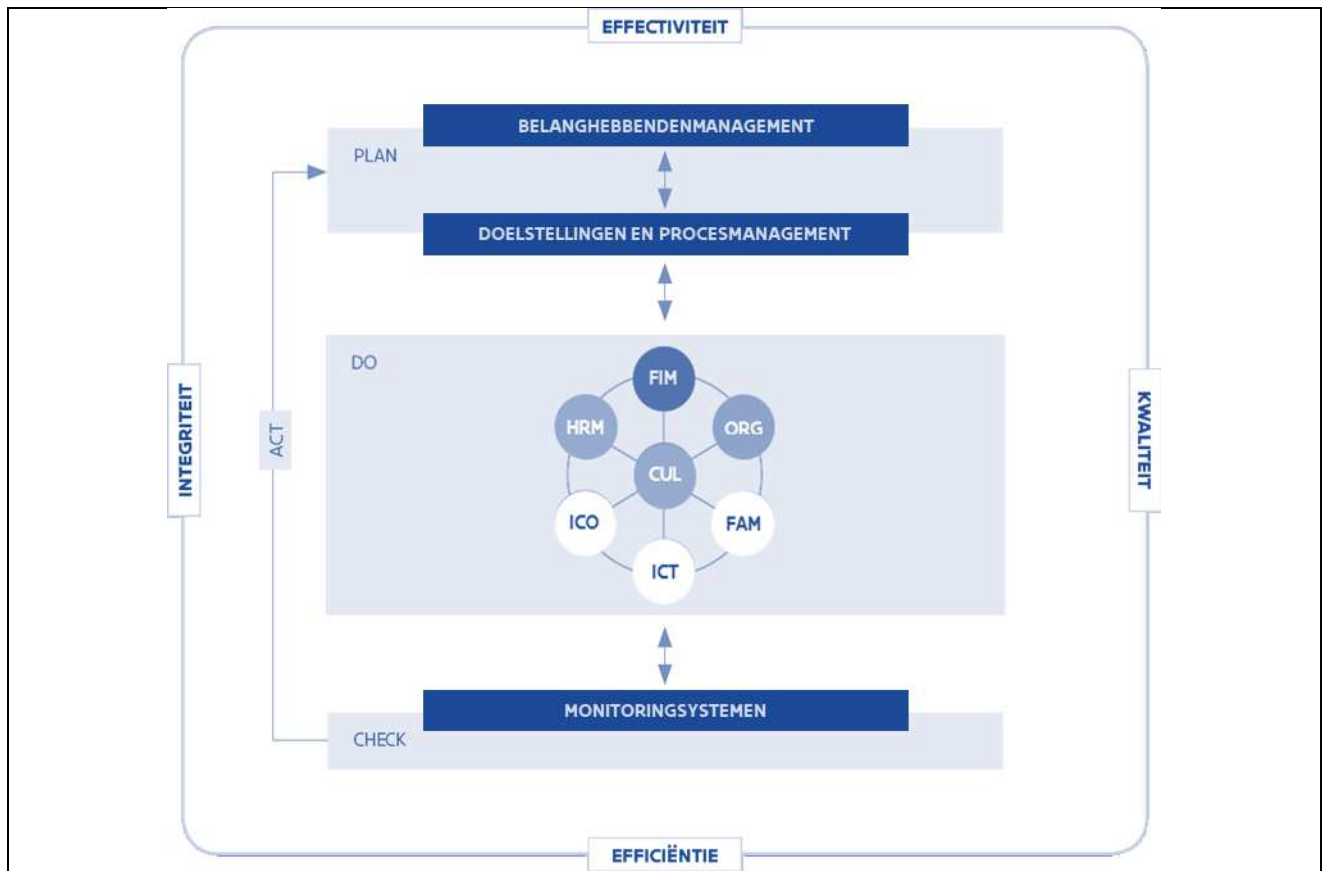 EFFECTIVITEIT
BELANGHEBBENDENMANAGEMENT
PLAN
DOELSTELLINGEN EN PROCESMANAGEMENT
DO
FIM
HRM
ORG
CUL
ICO
FAM
ICT
INTEGRITEIT
ACT
KWALITEIT
MONITORINGSYSTEMEN
CHECK
EFFICIËNTIE